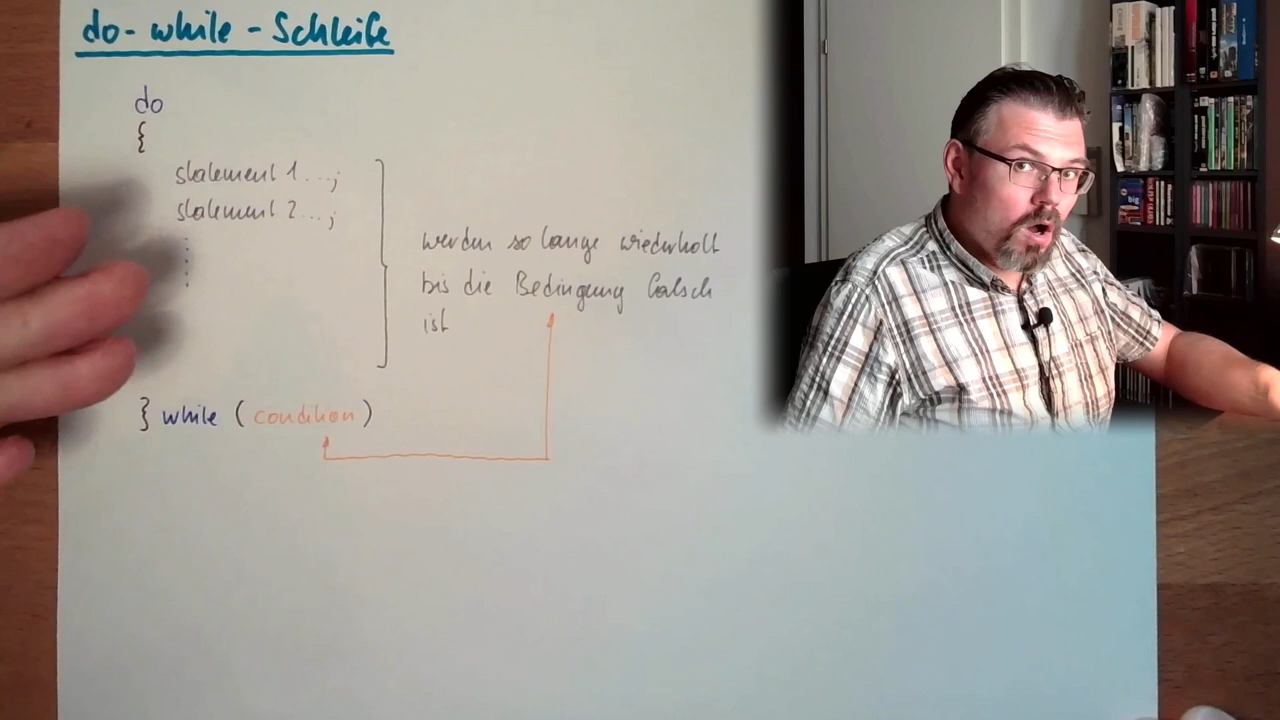 do-while-Schleife
do
{
statement 1 ...;
statement 2 ...;
werden so lange wiederholt
bis die Bedingung falsch
ist
} while (condition)
big